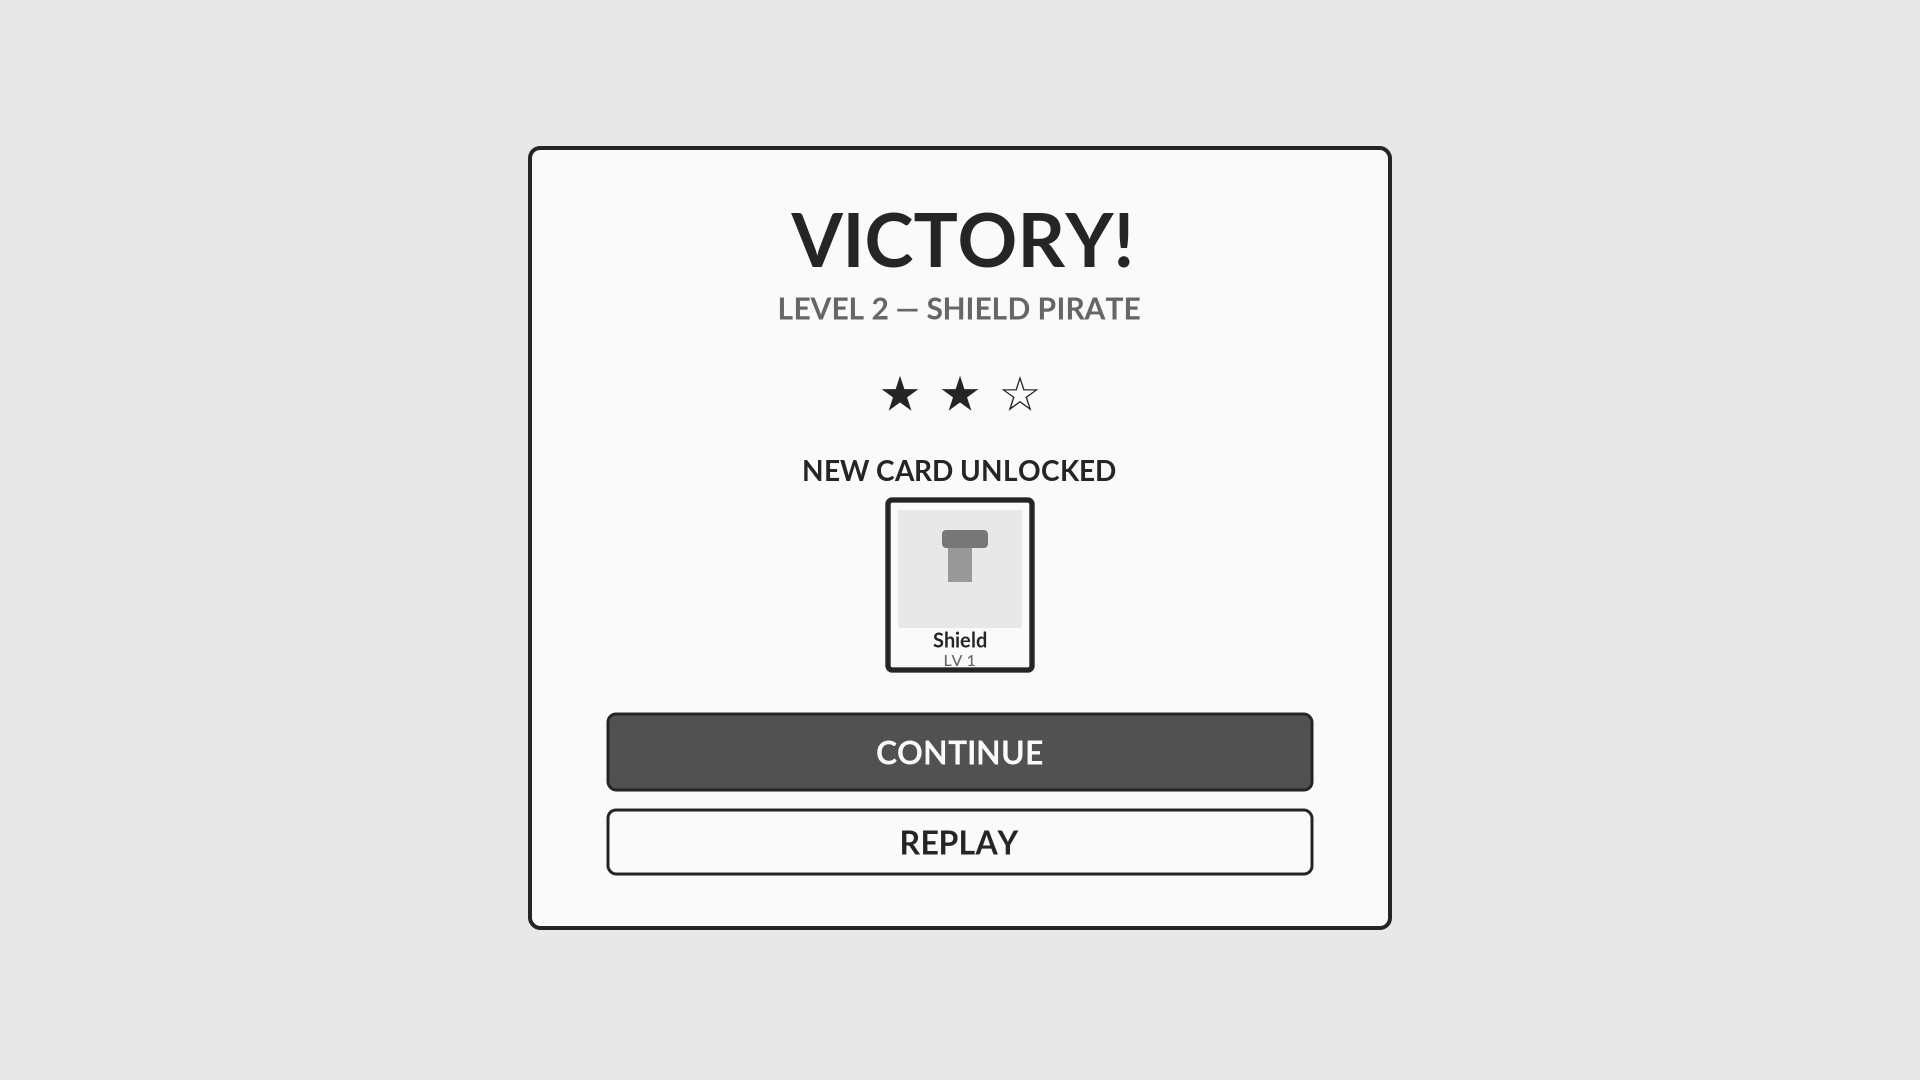 VICTORY!
LEVEL 2 — SHIELD PIRATE
★ ★ ☆
NEW CARD UNLOCKED
Shield
LV 1
CONTINUE
REPLAY